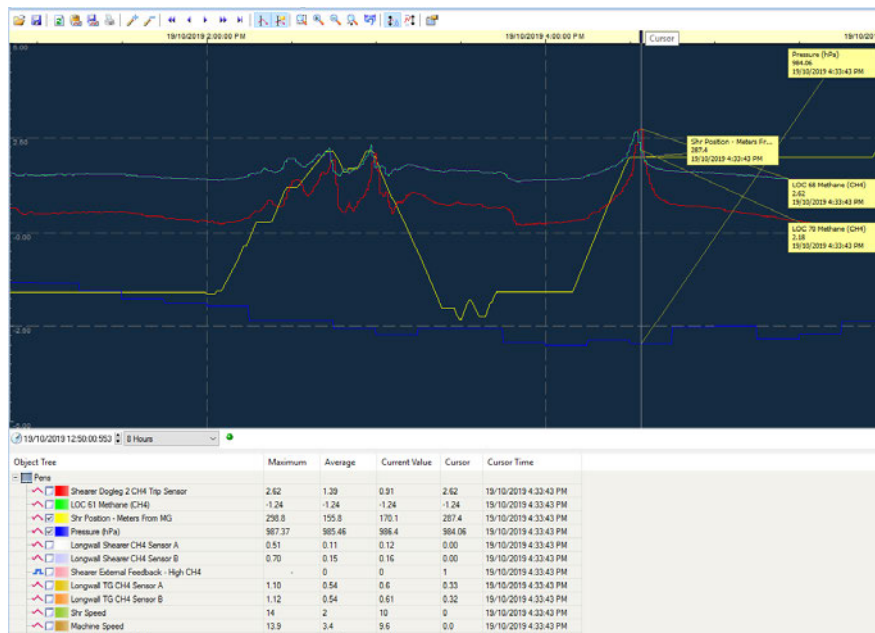 19/10/2019 2:00:00 PM
19/10/2019 4:00:00 PM
19/10/20
Cursor
5.00
2.50
-0.00
-2.50
Pressure (hPa)
984.06
19/10/2019 4:33:43 PM
Shr Position - Meters Fr...
287.4
19/10/2019 4:33:43 PM
LOC 68 Methane (CH4)
2.62
19/10/2019 4:33:43 PM
LOC 70 Methane (CH4)
2.18
19/10/2019 4:33:43 PM
19/10/2019 12:50:00:553 8 Hours
Object Tree Maximum Average Current Value Cursor Cursor Time
Pens
Shearer Dogleg 2 CH4 Trip Sensor 2.62 1.39 0.91 2.62 19/10/2019 4:33:43 PM
LOC 61 Methane (CH4) -1.24 -1.24 -1.24 -1.24 19/10/2019 4:33:43 PM
Shr Postion - Meters From MG 298.8 155.8 170.1 287.4 19/10/2019 4:33:43 PM
Pressure (hPa) 987.37 985.46 986.4 984.06 19/10/2019 4:33:43 PM
Longwall Shearer CH4 Sensor A 0.51 0.11 0.12 0.00 19/10/2019 4:33:43 PM
Longwall Shearer CH4 Sensor B 0.70 0.15 0.16 0.00 19/10/2019 4:33:43 PM
Shearer External Feedback - High CH4 - 0 0 1 19/10/2019 4:33:43 PM
Longwall TG CH4 Sensor A 1.10 0.54 0.6 0.33 19/10/2019 4:33:43 PM
Longwall TG CH4 Sensor B 1.12 0.54 0.61 0.32 19/10/2019 4:33:43 PM
Shr Speed 14 2 10 0 19/10/2019 4:33:43 PM
Machine Speed 13.9 3.4 9.6 0.0 19/10/2019 4:33:43 PM